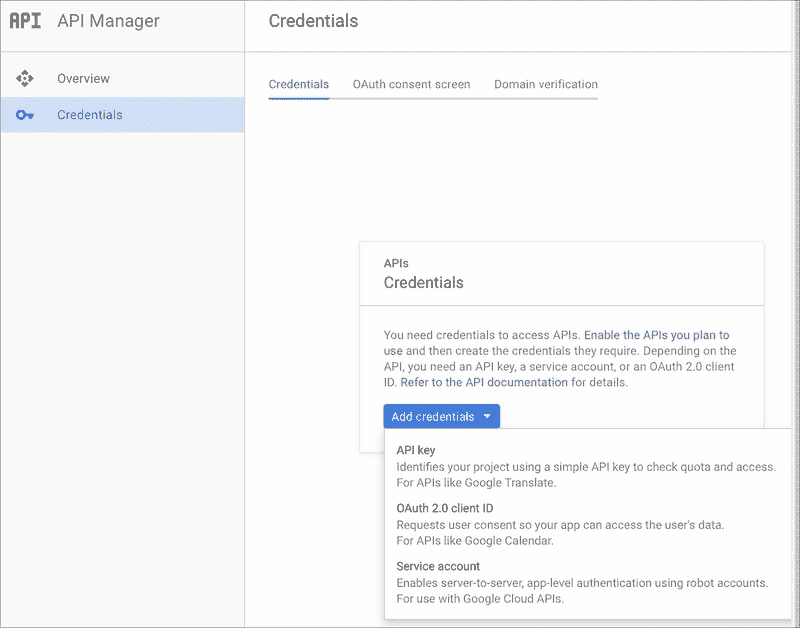 API API Manager
Credentials
Overview
Credentials
Credentials OAuth consent screen Domain verification
APIs
Credentials
You need credentials to access APIs. Enable the APIs you plan to
use and then create the credentials they require. Depending on the
API, you need an API key, a service account, or an OAuth 2.0 client
ID. Refer to the API documentation for details.
Add credentials
API key
Identifies your project using a simple API key to check quota and access.
For APIs like Google Translate.
OAuth 2.0 client ID
Requests user consent so your app can access the user's data.
For APIs like Google Calendar.
Service account
Enables server-to-server, app-level authentication using robot accounts.
For use with Google Cloud APIs.